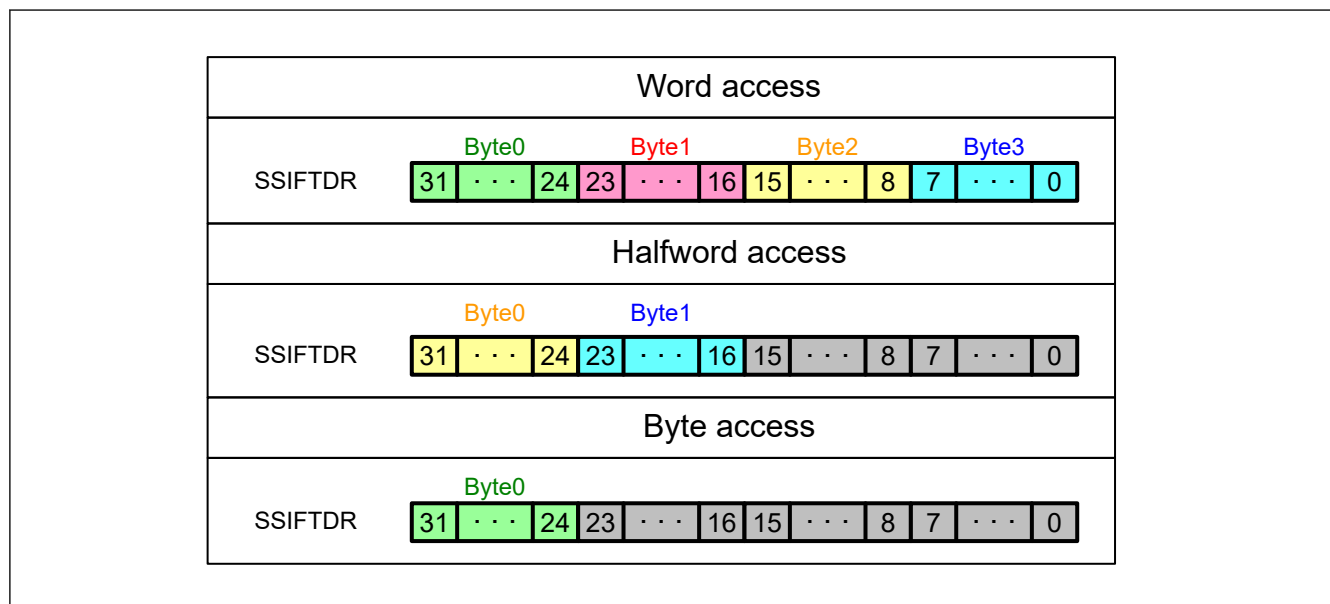 Word access
Byte0 Byte1 Byte2 Byte3
SSIFTDR 31 · · · 24 23 · · · 16 15 · · · 8 7 · · · 0
Halfword access
Byte0 Byte1
SSIFTDR 31 · · · 24 23 · · · 16 15 · · · 8 7 · · · 0
Byte access
Byte0
SSIFTDR 31 · · · 24 23 · · · 16 15 · · · 8 7 · · · 0